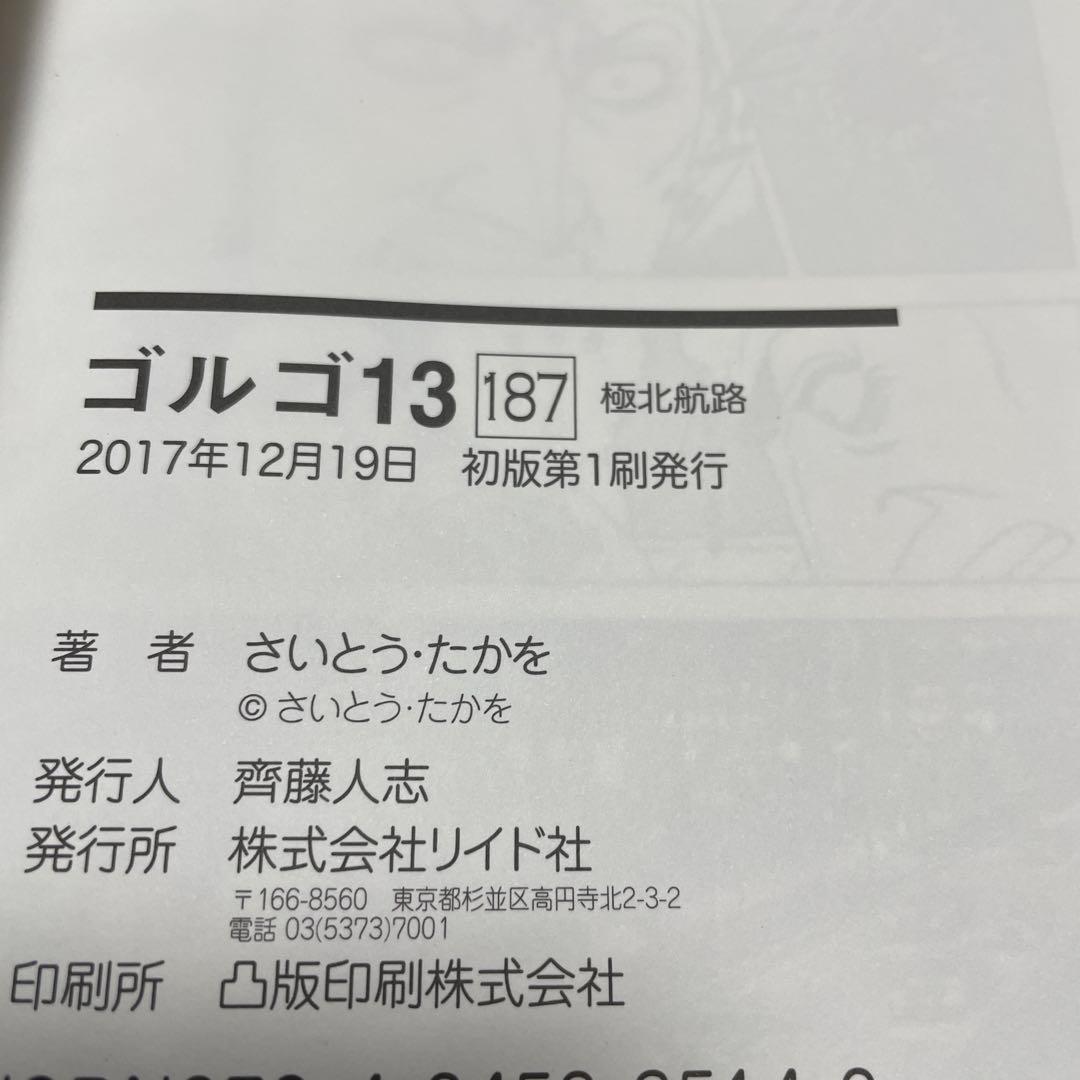 ゴルゴ13 187 極北航路
2017年12月19日 初版第1刷発行
著 者 さいとう・たかを
© さいとう・たかを
発行人 齊藤人志
発行所 株式会社リイド社
〒166-8560 東京都杉並区高円寺北2-3-2
電話 03(5373)7001
印刷所 凸版印刷株式会社